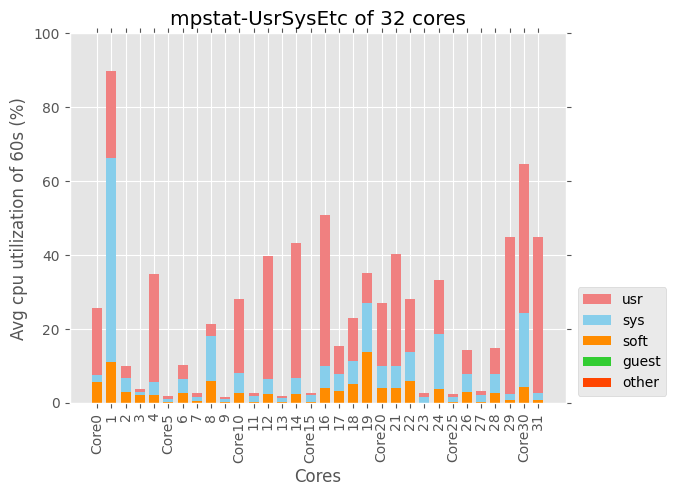 mpstat-UsrSysEtc of 32 cores
Avg cpu utilization of 60s (%)
100
80
60
40
20
0
Core0
1
2
3
4
Core5
6
7
8
9
Core10
11
12
13
14
Core15
16
17
18
19
Core20
21
22
23
24
Core25
26
27
28
29
Core30
31
Cores
usr
sys
soft
guest
other